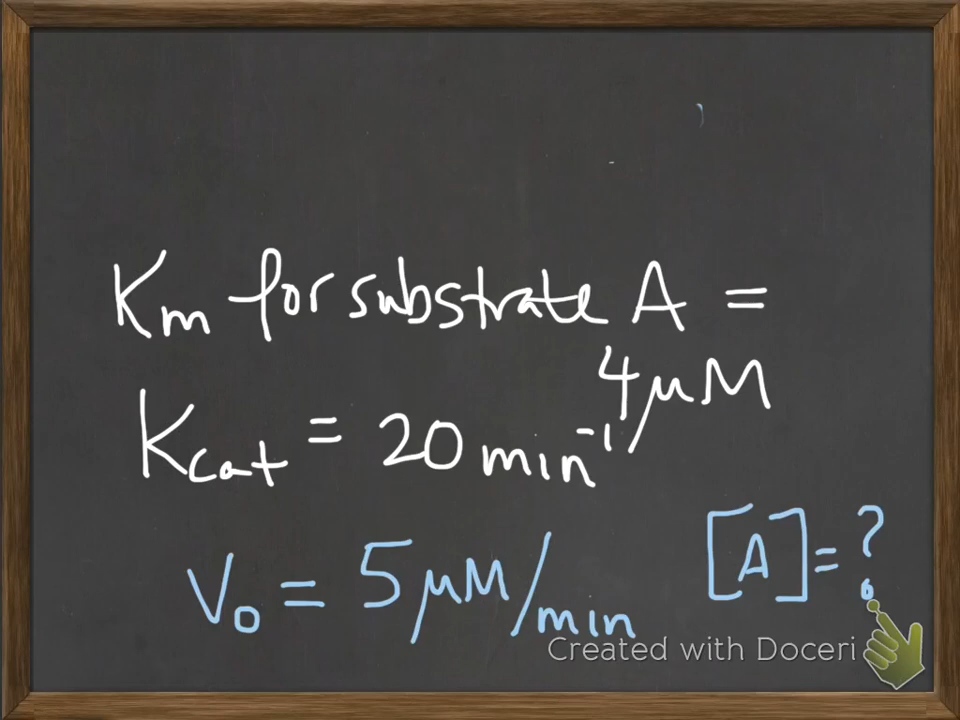 Km for substrate A =
4μM
Kcat = 20 min⁻¹
V₀ = 5μM/min
[A] = ?
Created with Doceri